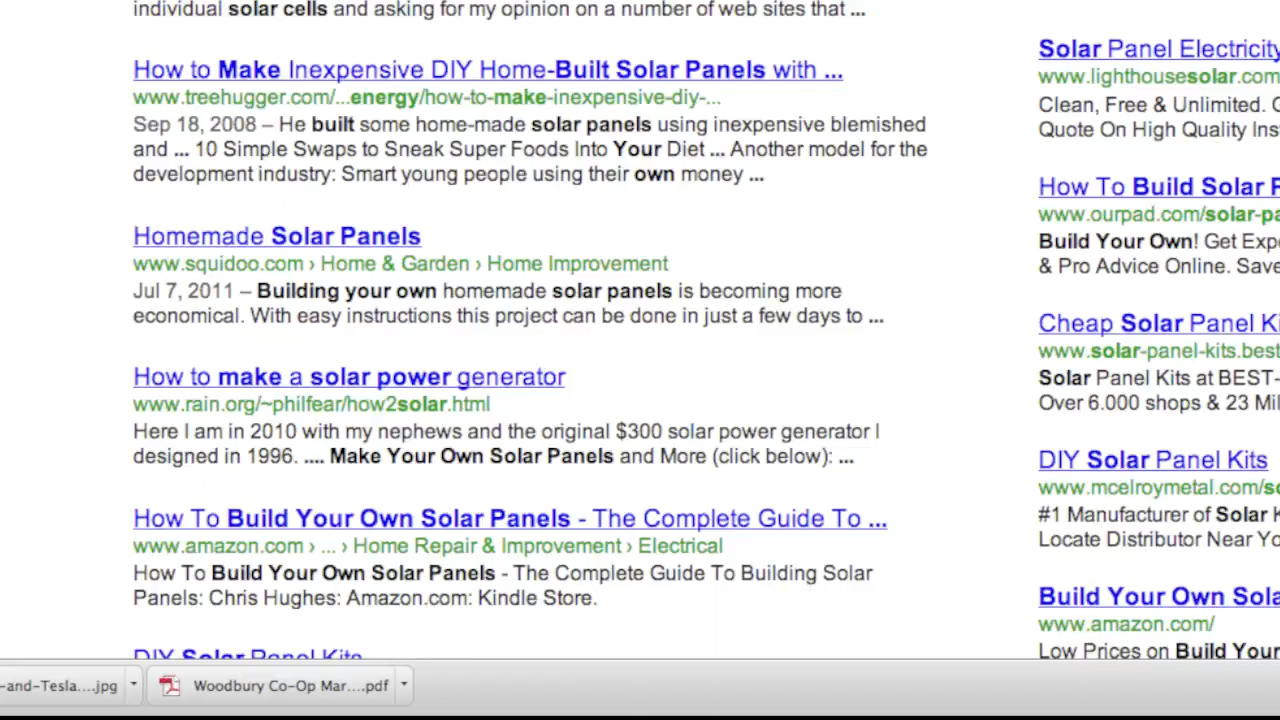 individual solar cells and asking for my opinion on a number of web sites that ...
How to Make Inexpensive DIY Home-Built Solar Panels with ...
www.treehugger.com/...energy/how-to-make-inexpensive-diy-...
Sep 18, 2008 – He built some home-made solar panels using inexpensive blemished
and ... 10 Simple Swaps to Sneak Super Foods Into Your Diet ... Another model for the
development industry: Smart young people using their own money ...
Homemade Solar Panels
www.squidoo.com › Home & Garden › Home Improvement
Jul 7, 2011 – Building your own homemade solar panels is becoming more
economical. With easy instructions this project can be done in just a few days to ...
How to make a solar power generator
www.rain.org/~philfear/how2solar.html
Here I am in 2010 with my nephews and the original $300 solar power generator I
designed in 1996. .... Make Your Own Solar Panels and More (click below): ...
How To Build Your Own Solar Panels - The Complete Guide To ...
www.amazon.com › ... › Home Repair & Improvement › Electrical
How To Build Your Own Solar Panels - The Complete Guide To Building Solar
Panels: Chris Hughes: Amazon.com: Kindle Store.
DIY Solar Panel Kits
Solar Panel Electricity
www.lighthousesolar.com
Clean, Free & Unlimited.
Quote On High Quality
How To Build Solar
www.ourpad.com/solar-pa
Build Your Own! Get
& Pro Advice Online. Save
Cheap Solar Panel
www.solar-panel-kits.best
Solar Panel Kits at BEST-
Over 6.000 shops & 23
DIY Solar Panel Kits
www.mcelroymetal.com/so
#1 Manufacturer of Solar
Locate Distributor Near
Build Your Own
www.amazon.com/
Low Prices on Build Your
-and-Tesla....jpg
Woodbury Co-Op Mar....pdf